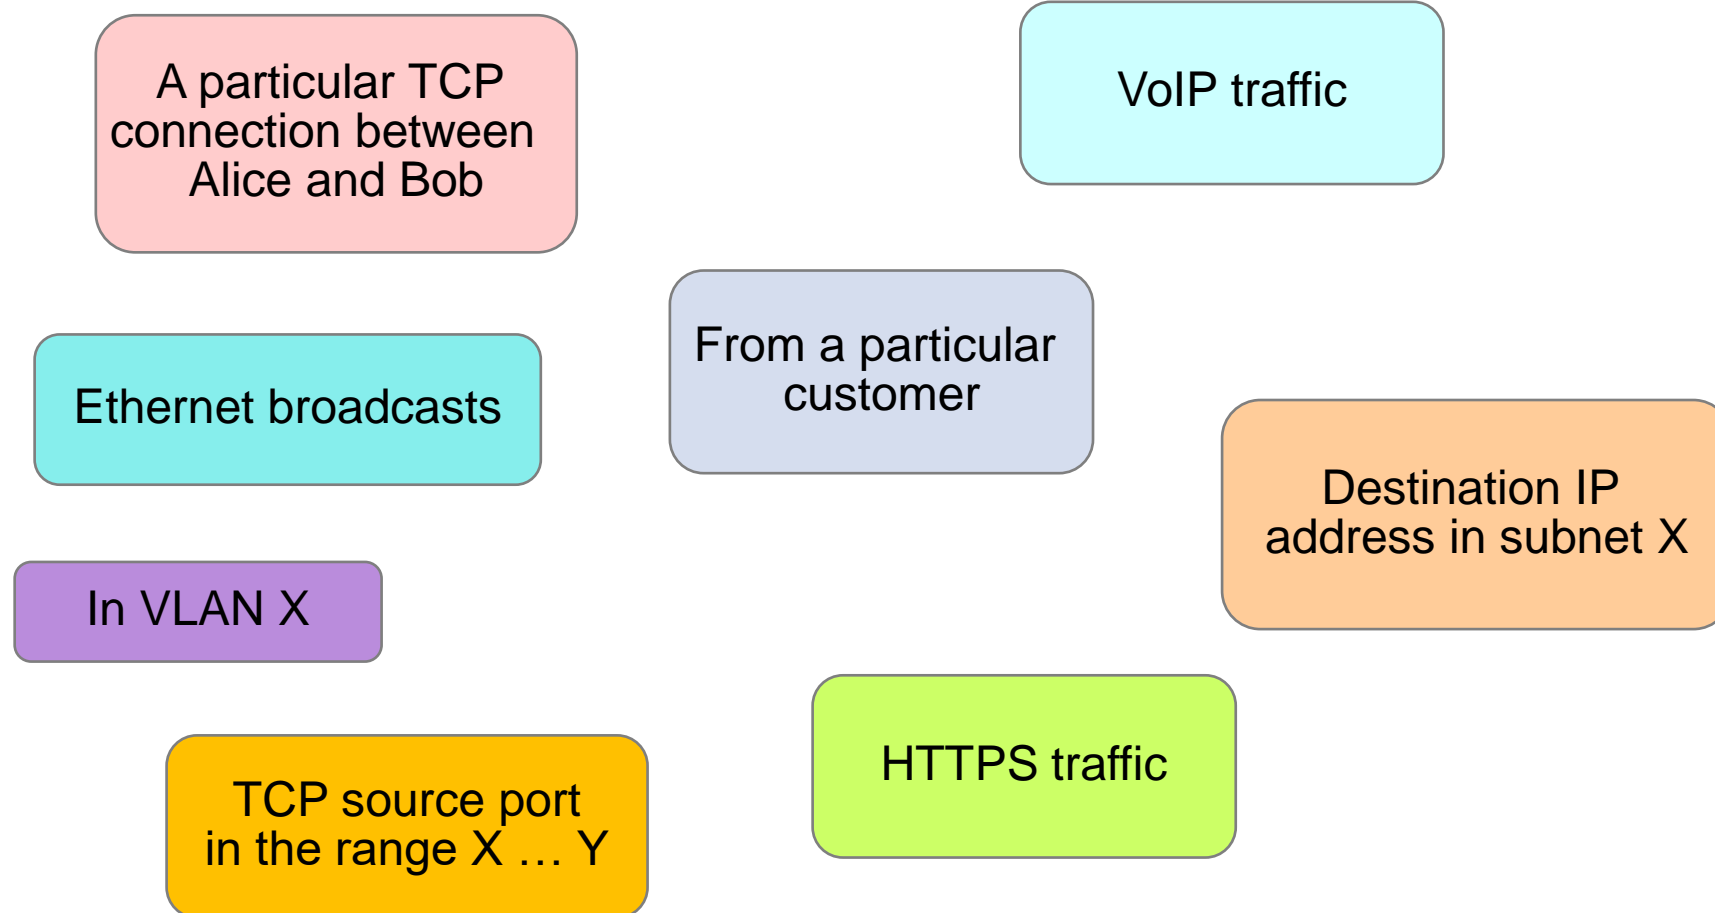 A particular TCP
connection between
Alice and Bob
VoIP traffic
From a particular
customer
Ethernet broadcasts
Destination IP
address in subnet X
In VLAN X
HTTPS traffic
TCP source port
in the range X … Y